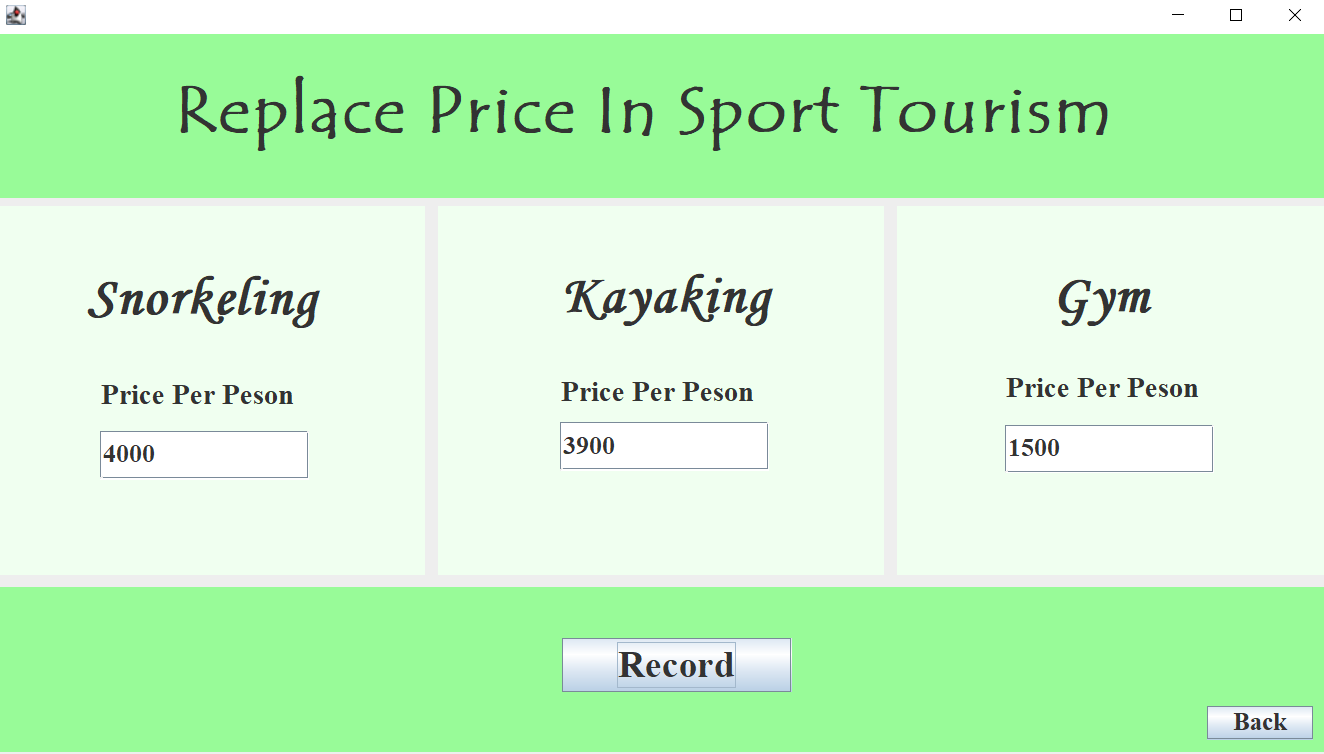 Replace Price In Sport Tourism
Snorkeling
Price Per Peson
4000
Kayaking
Price Per Peson
3900
Gym
Price Per Peson
1500
Record
Back